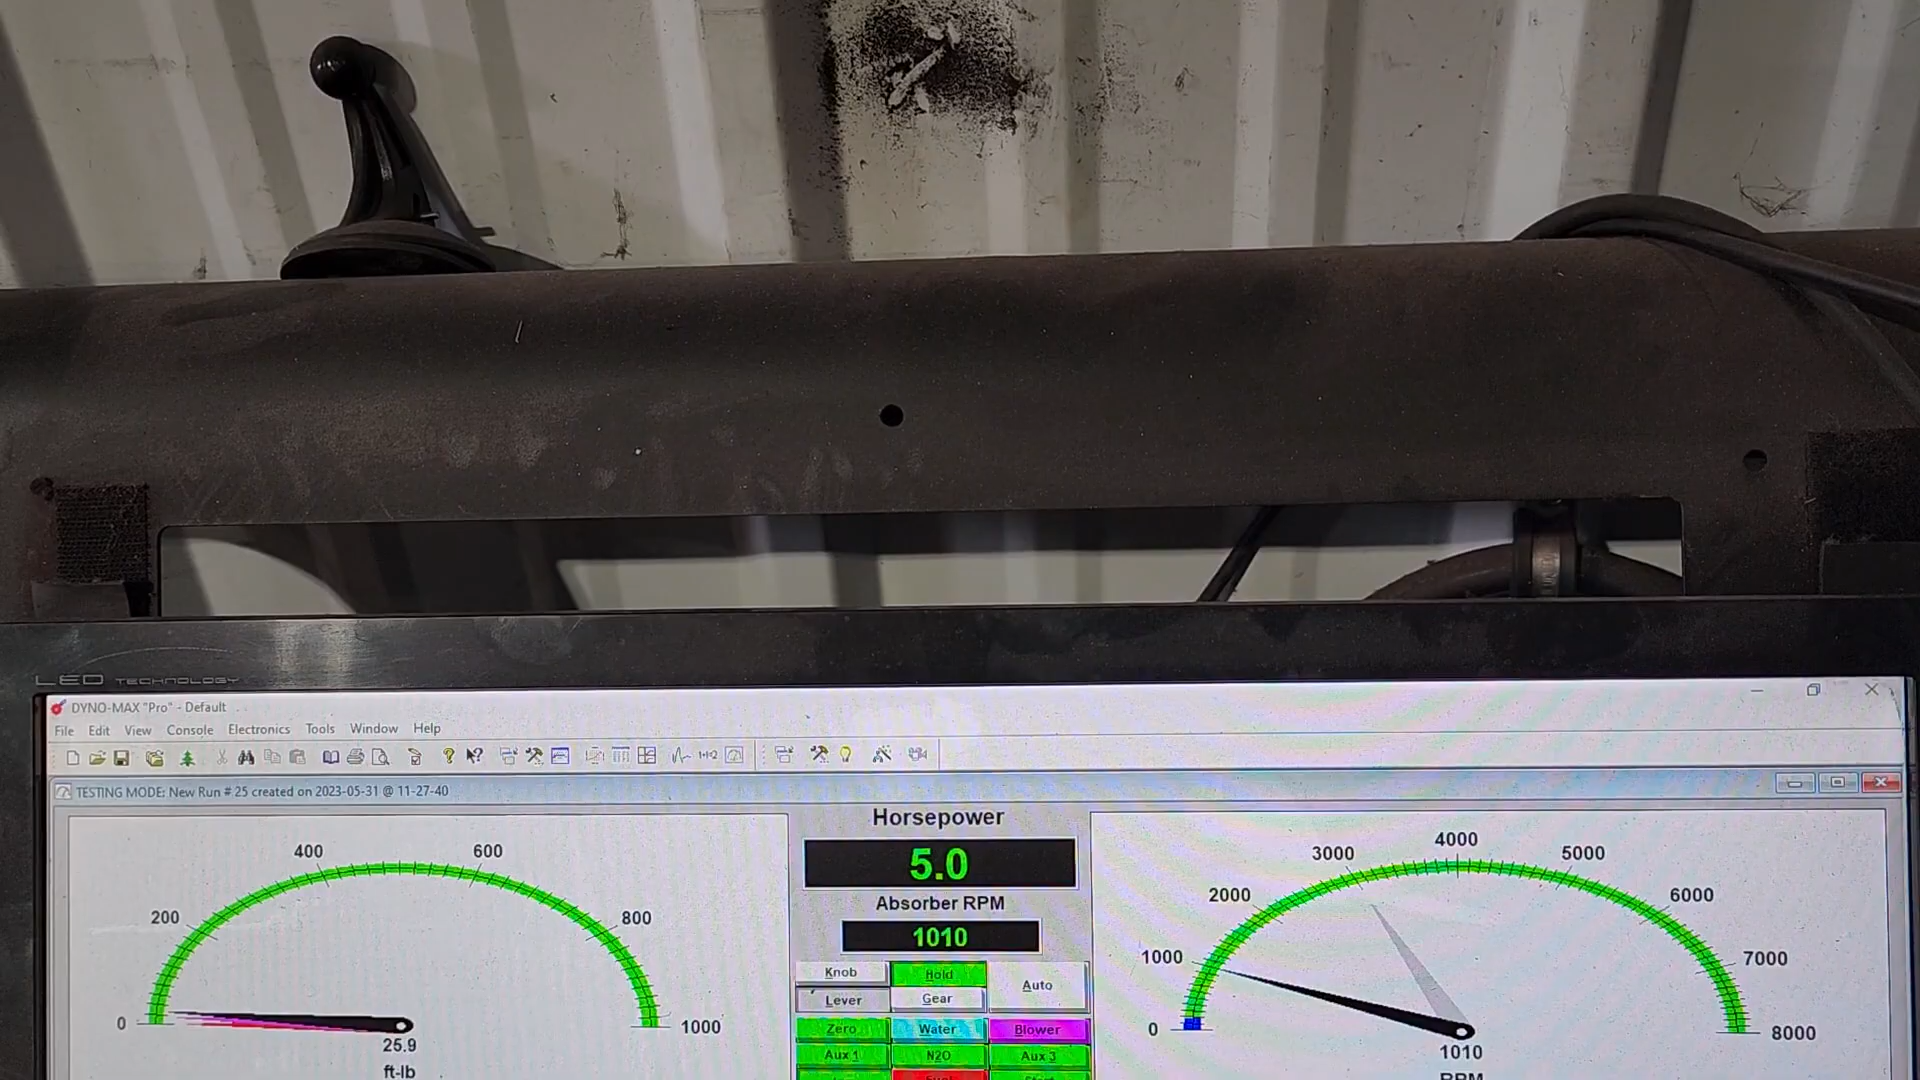 LED TECHNOLOGY
DYNO-MAX "Pro" - Default
File Edit View Console Electronics Tools Window Help
TESTING MODE: New Run # 25 created on 2023-05-31 @ 11-27-40
0 200 400 600 800 1000
25.9
ft-lb
Horsepower
5.0
Absorber RPM
1010
Knob Hold Auto
Lever Gear
Zero Water Blower
Aux 1 N2O Aux 3
0 1000 2000 3000 4000 5000 6000 7000 8000
1010
RPM